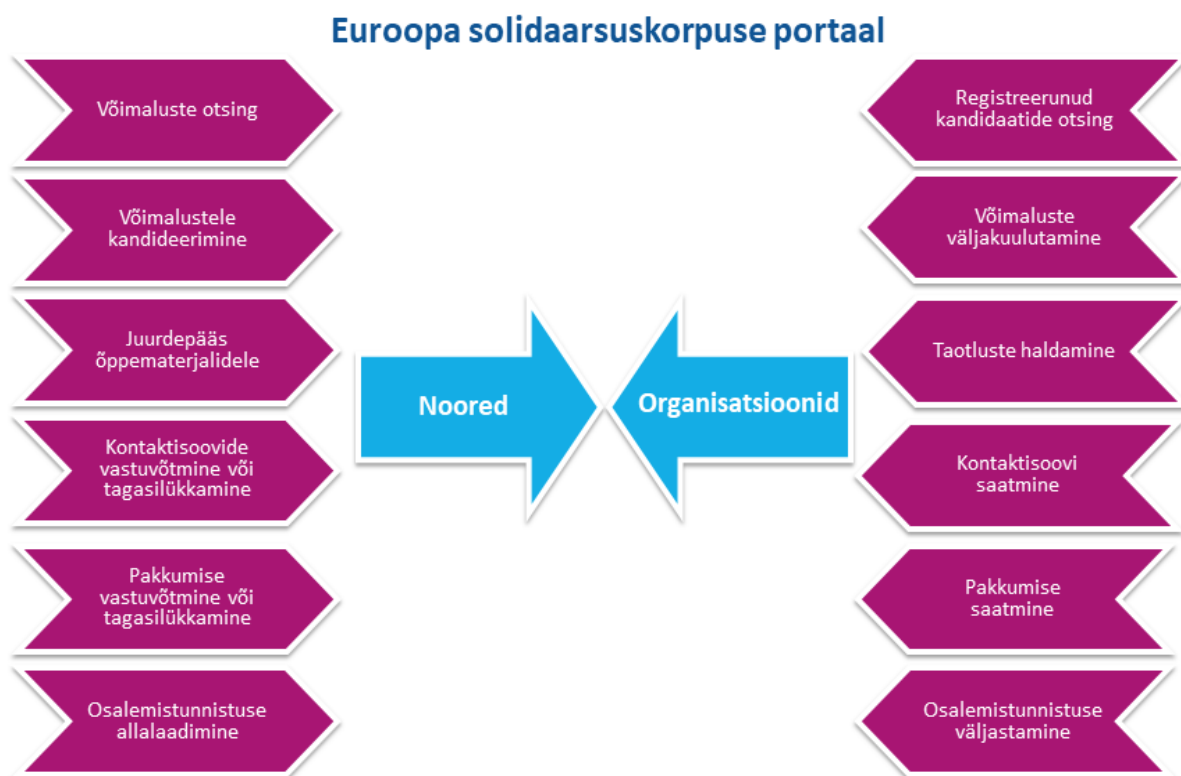 Euroopa solidaarsuskorpuse portaal
Võimaluste otsing
Võimalustele
kandideerimine
Juurdepääs
õppematerjalidele
Kontaktisoovide
vastuvõtmine või
tagasilükkamine
Pakkumise
vastuvõtmine või
tagasilükkamine
Osalemistunnistuse
allalaadimine
Noored
Organisatsioonid
Registreerunud
kandidaatide otsing
Võimaluste
väljakuulutamine
Taotluste haldamine
Kontaktisoovi
saatmine
Pakkumise
saatmine
Osalemistunnistuse
väljastamine